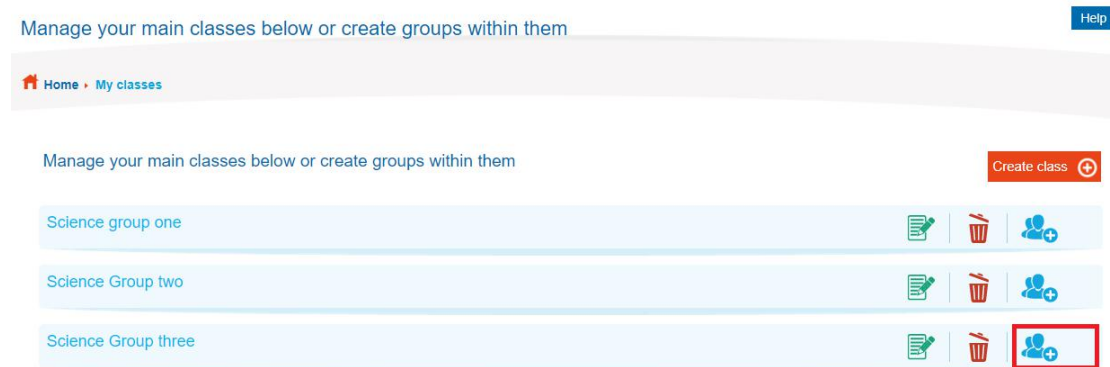 Manage your main classes below or create groups within them
Help
Home › My classes
Manage your main classes below or create groups within them
Create class
Science group one
Science Group two
Science Group three